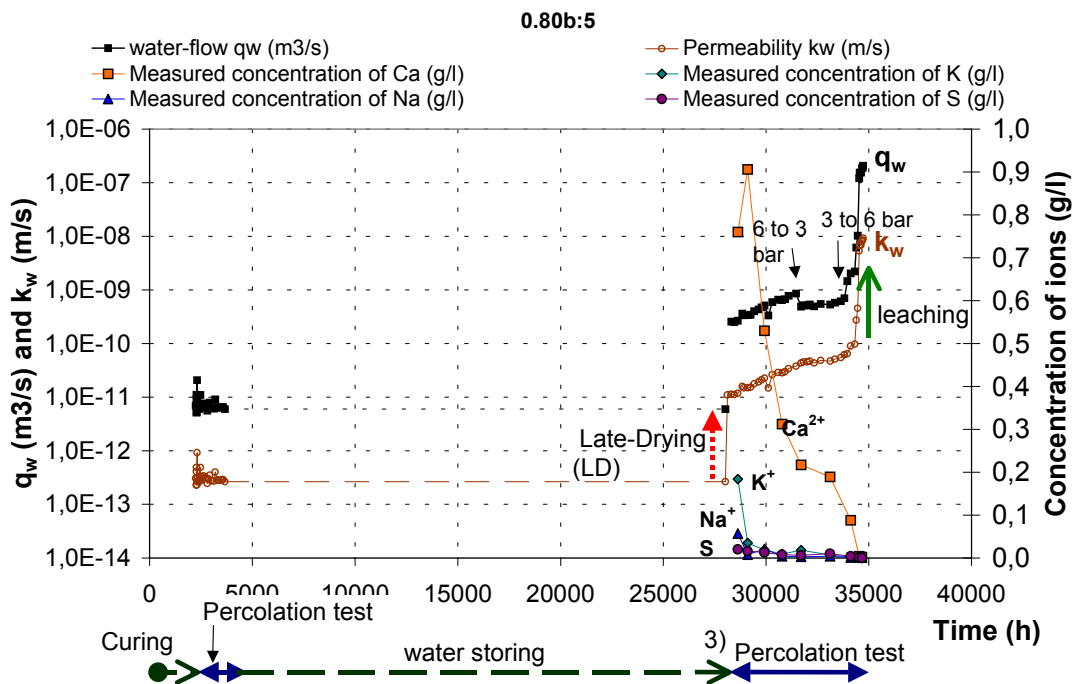 0.80b:5
water-flow qw (m3/s)
Permeability kw (m/s)
Measured concentration of Ca (g/l)
Measured concentration of K (g/l)
Measured concentration of Na (g/l)
Measured concentration of S (g/l)
qw (m3/s) and kw (m/s)
1,0E-06
1,0E-07
1,0E-08
1,0E-09
1,0E-10
1,0E-11
1,0E-12
1,0E-13
1,0E-14
qw
6 to 3
bar
3 to 6 bar
kw
leaching
Ca2+
Late-Drying
(LD)
K+
Na+
S
1,0
0,9
0,8
0,7
0,6
0,5
0,4
0,3
0,2
0,1
0,0
Concentration of ions (g/l)
0 5000 10000 15000 20000 25000 30000 35000 40000
Time (h)
Percolation test
Curing
water storing
3)
Percolation test